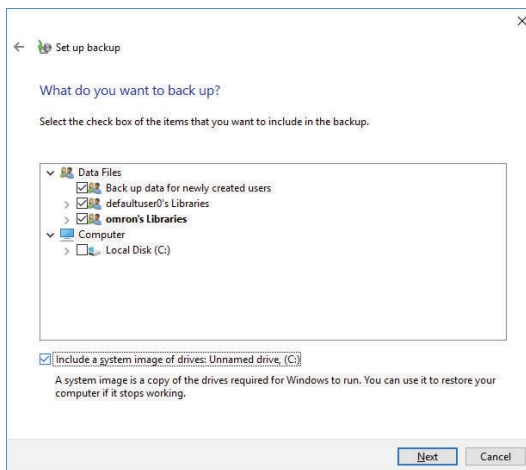 Set up backup
What do you want to back up?
Select the check box of the items that you want to include in the backup.
Data Files
Back up data for newly created users
defaultuser0's Libraries
omron's Libraries
Computer
Local Disk (C:)
Include a system image of drives: Unnamed drive, (C:)
A system image is a copy of the drives required for Windows to run. You can use it to restore your
computer if it stops working.
Next Cancel